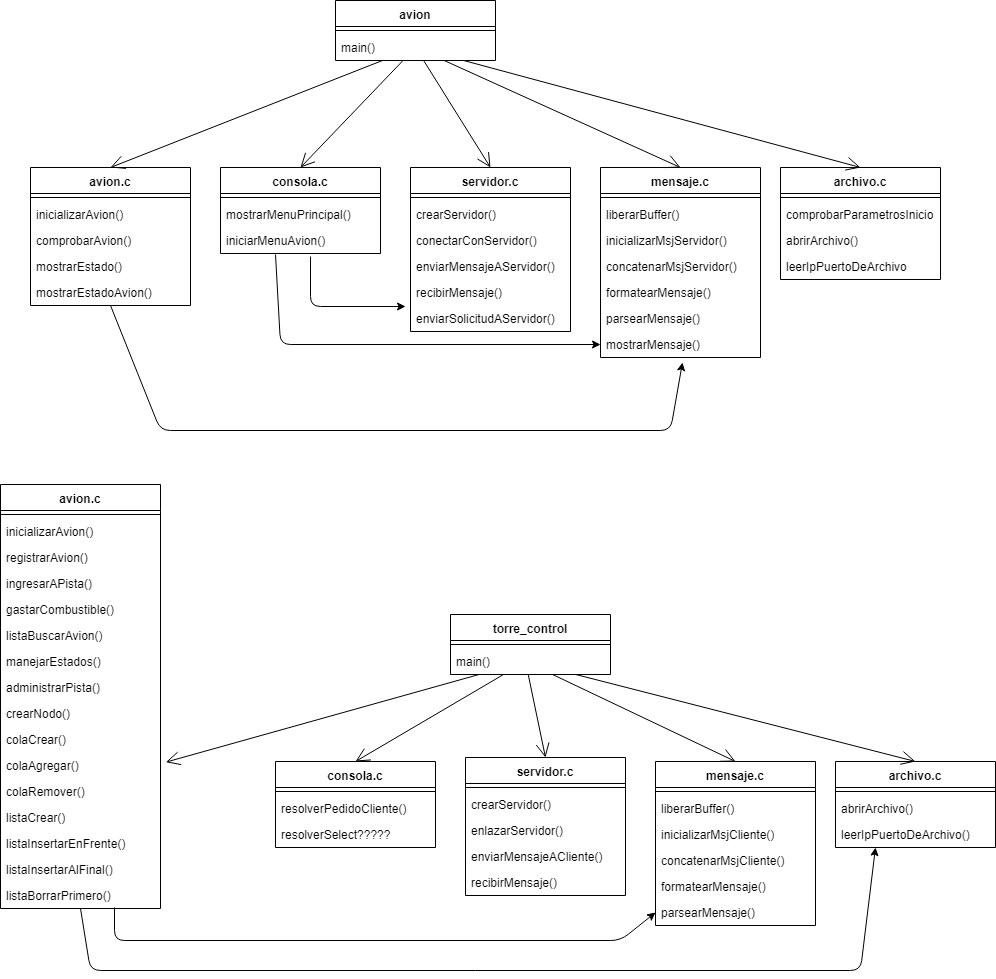 avion
main()
avion.c
inicializarAvion()
comprobarAvion()
mostrarEstado()
mostrarEstadoAvion()
consola.c
mostrarMenuPrincipal()
iniciarMenuAvion()
servidor.c
crearServidor()
conectarConServidor()
enviarMensajeAServidor()
recibirMensaje()
enviarSolicitudAServidor()
mensaje.c
liberarBuffer()
inicializarMsjServidor()
concatenarMsjServidor()
formatearMensaje()
parsearMensaje()
mostrarMensaje()
archivo.c
comprobarParametrosInicio
abrirArchivo()
leerIpPuertoDeArchivo
avion.c
inicializarAvion()
registrarAvion()
ingresarAPista()
gastarCombustible()
listaBuscarAvion()
manejarEstados()
administrarPista()
crearNodo()
colaCrear()
colaAgregar()
colaRemover()
listaCrear()
listaInsertarEnFrente()
listaInsertarAlFinal()
listaBorrarPrimero()
torre_control
main()
consola.c
resolverPedidoCliente()
resolverSelect?????
servidor.c
crearServidor()
enlazarServidor()
enviarMensajeACliente()
recibirMensaje()
mensaje.c
liberarBuffer()
inicializarMsjCliente()
concatenarMsjCliente()
formatearMensaje()
parsearMensaje()
archivo.c
abrirArchivo()
leerIpPuertoDeArchivo()